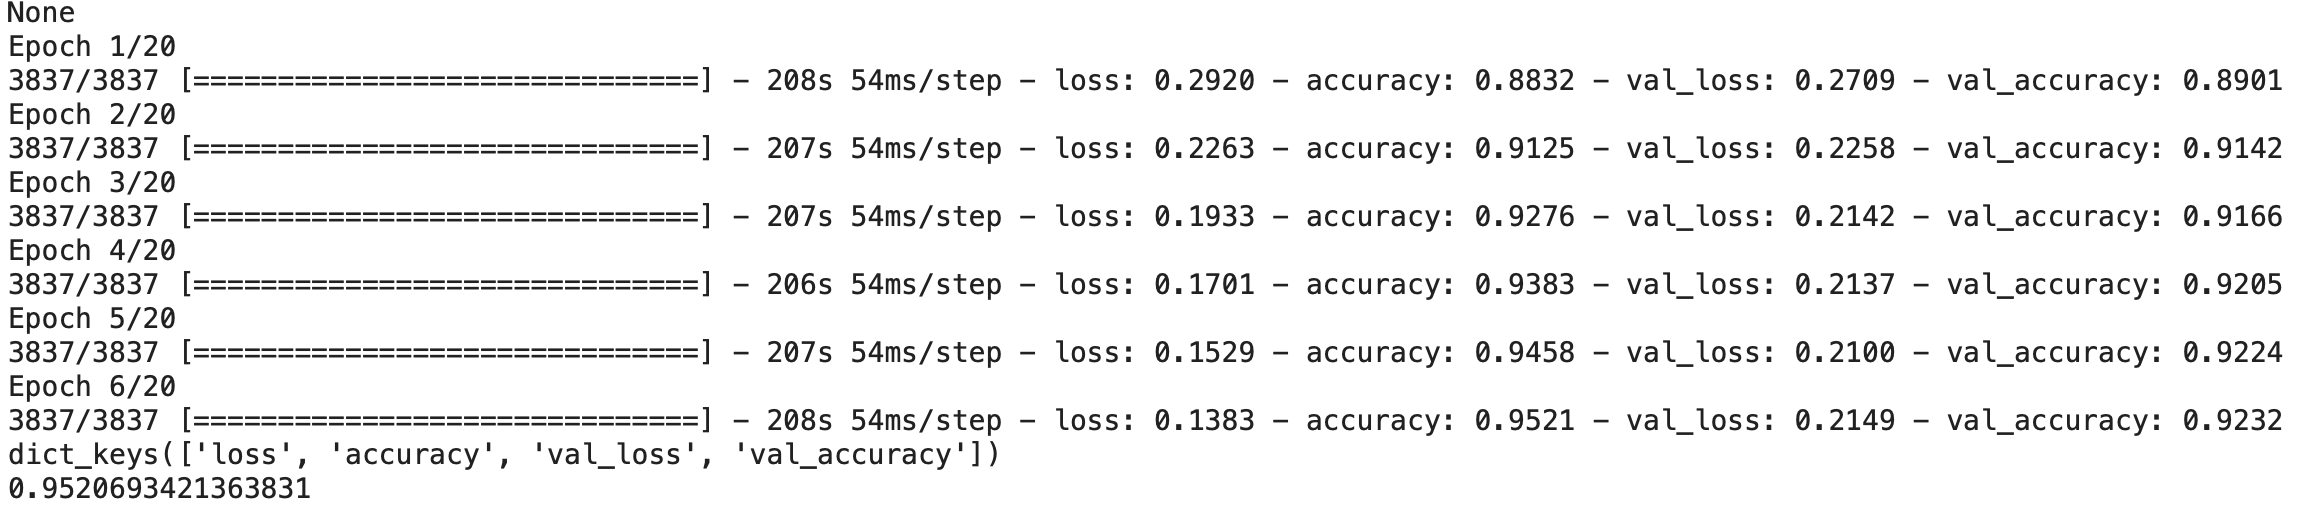 None
Epoch 1/20
3837/3837 [==============================] - 208s 54ms/step - loss: 0.2920 - accuracy: 0.8832 - val_loss: 0.2709 - val_accuracy: 0.8901
Epoch 2/20
3837/3837 [==============================] - 207s 54ms/step - loss: 0.2263 - accuracy: 0.9125 - val_loss: 0.2258 - val_accuracy: 0.9142
Epoch 3/20
3837/3837 [==============================] - 207s 54ms/step - loss: 0.1933 - accuracy: 0.9276 - val_loss: 0.2142 - val_accuracy: 0.9166
Epoch 4/20
3837/3837 [==============================] - 206s 54ms/step - loss: 0.1701 - accuracy: 0.9383 - val_loss: 0.2137 - val_accuracy: 0.9205
Epoch 5/20
3837/3837 [==============================] - 207s 54ms/step - loss: 0.1529 - accuracy: 0.9458 - val_loss: 0.2100 - val_accuracy: 0.9224
Epoch 6/20
3837/3837 [==============================] - 208s 54ms/step - loss: 0.1383 - accuracy: 0.9521 - val_loss: 0.2149 - val_accuracy: 0.9232
dict_keys(['loss', 'accuracy', 'val_loss', 'val_accuracy'])
0.9520693421363831